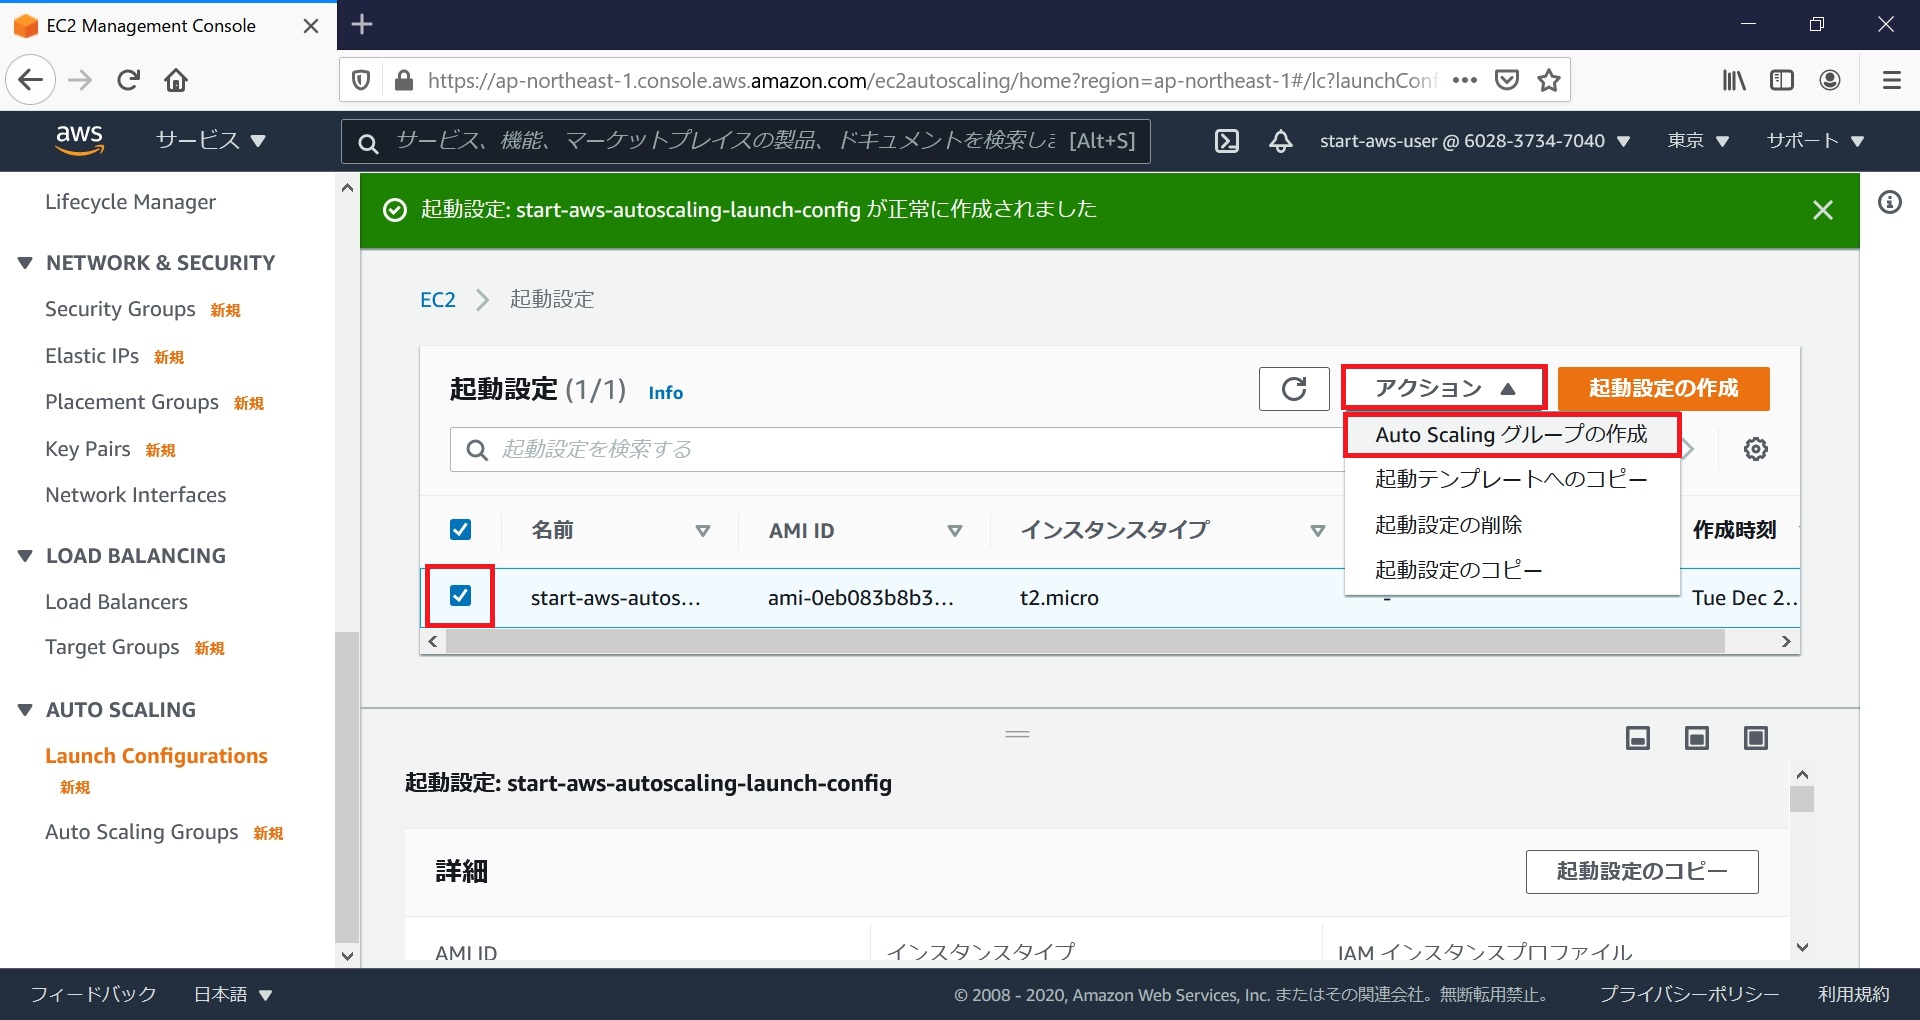 EC2 Management Console
https://ap-northeast-1.console.aws.amazon.com/ec2autoscaling/home?region=ap-northeast-1#/lc?launchConf
aws
サービス
サービス、機能、マーケットプレイスの製品、ドキュメントを検索しま [Alt+S]
start-aws-user @ 6028-3734-7040
東京
サポート
Lifecycle Manager
NETWORK & SECURITY
Security Groups 新規
Elastic IPs 新規
Placement Groups 新規
Key Pairs 新規
Network Interfaces
LOAD BALANCING
Load Balancers
Target Groups 新規
AUTO SCALING
Launch Configurations
新規
Auto Scaling Groups 新規
起動設定: start-aws-autoscaling-launch-config が正常に作成されました
EC2
起動設定
起動設定 (1/1) Info
アクション
起動設定の作成
Auto Scaling グループの作成
起動テンプレートへのコピー
起動設定の削除
起動設定のコピー
起動設定を検索する
名前
AMI ID
インスタンスタイプ
作成時刻
start-aws-autos...
ami-0eb083b8b3...
t2.micro
-
Tue Dec 2...
起動設定: start-aws-autoscaling-launch-config
詳細
起動設定のコピー
AMI ID
インスタンスタイプ
IAM インスタンスプロファイル
フィードバック
日本語
© 2008 - 2020, Amazon Web Services, Inc. またはその関連会社。無断転用禁止。
プライバシーポリシー
利用規約